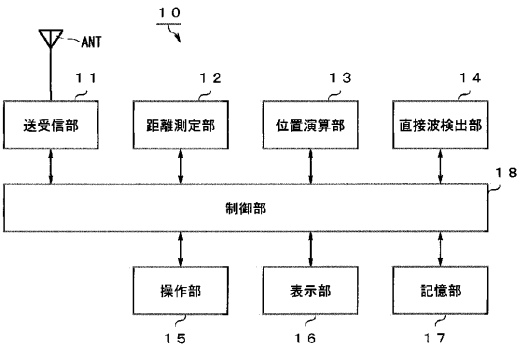 10
ANT
11
12
13
14
送受信部
距離測定部
位置演算部
直接波検出部
18
制御部
操作部
表示部
記憶部
15
16
17